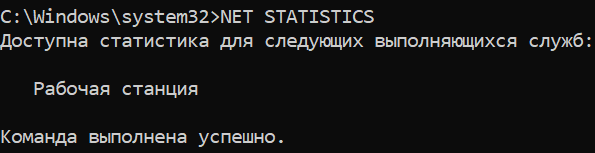 C:\Windows\system32>NET STATISTICS
Доступна статистика для следующих выполняющихся служб:
Рабочая станция
Команда выполнена успешно.